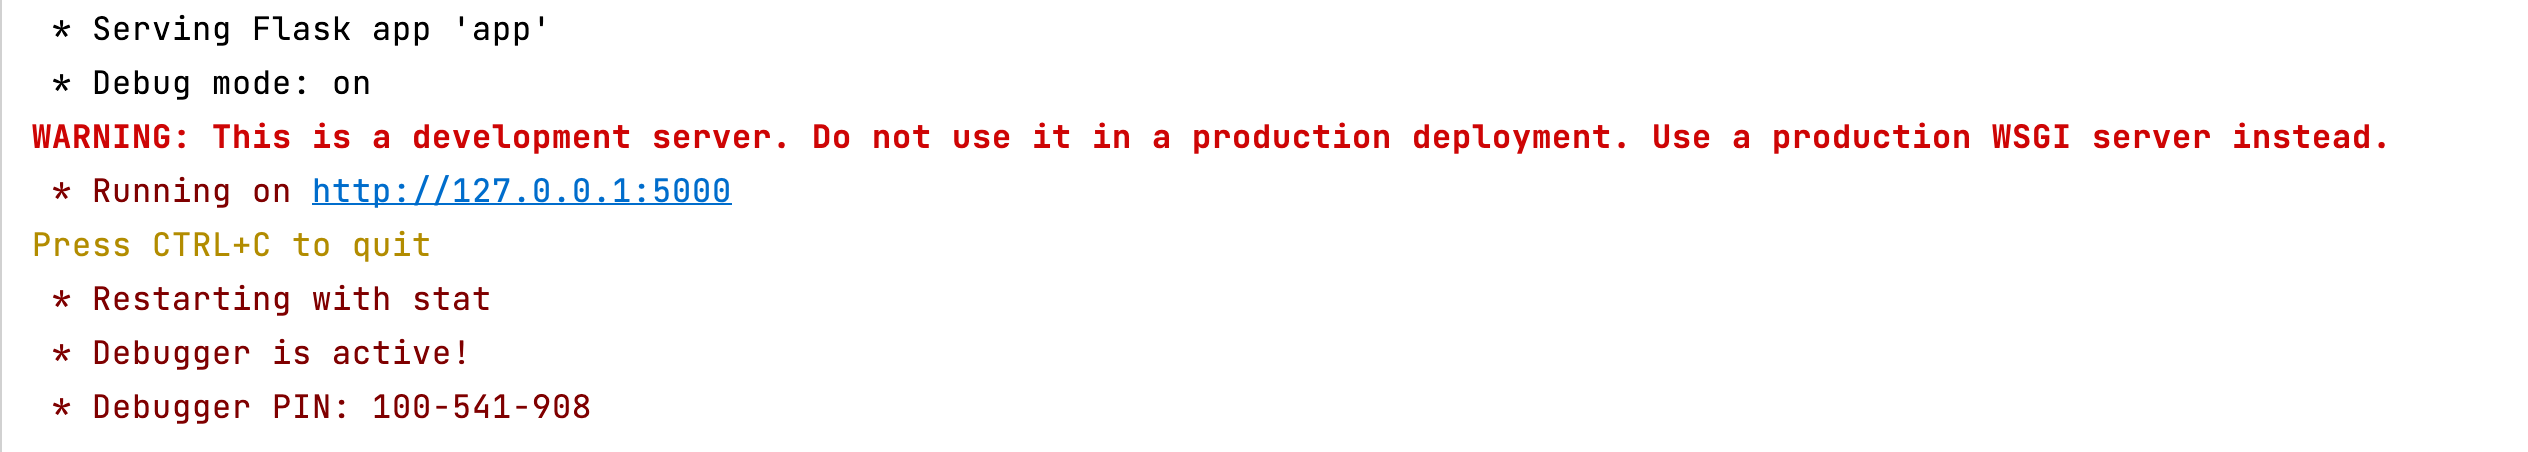 * Serving Flask app 'app'
 * Debug mode: on
WARNING: This is a development server. Do not use it in a production deployment. Use a production WSGI server instead.
 * Running on http://127.0.0.1:5000
Press CTRL+C to quit
 * Restarting with stat
 * Debugger is active!
 * Debugger PIN: 100-541-908